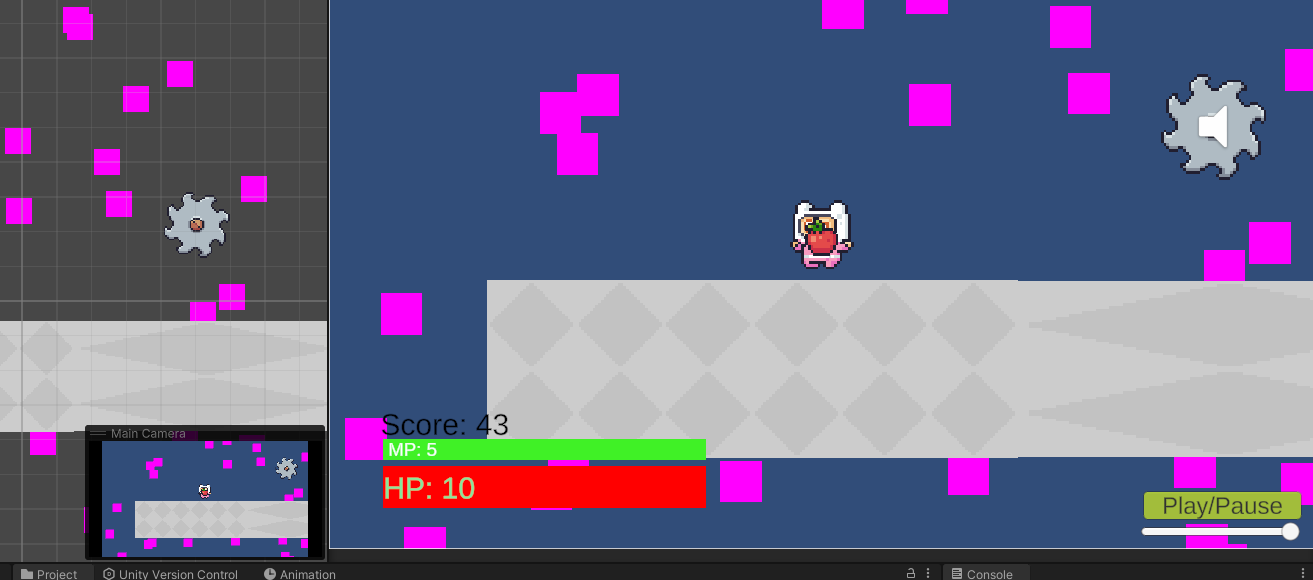 Score: 43
MP: 5
Main Camera
HP: 10
Play/Pause
Project
Unity Version Control
Animation
Console